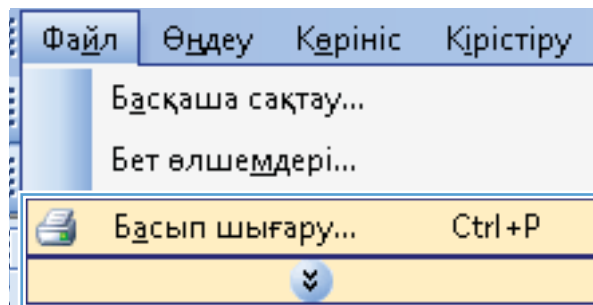 Файл Өңдеу Көрініс Кірістіру
Басқаша сақтау...
Бет өлшемдері...
Басып шығару... Ctrl+P